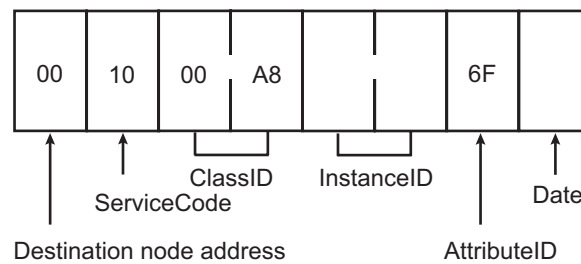 00 10 00 A8 6F
ClassID InstanceID
ServiceCode Date
Destination node address AttributeID